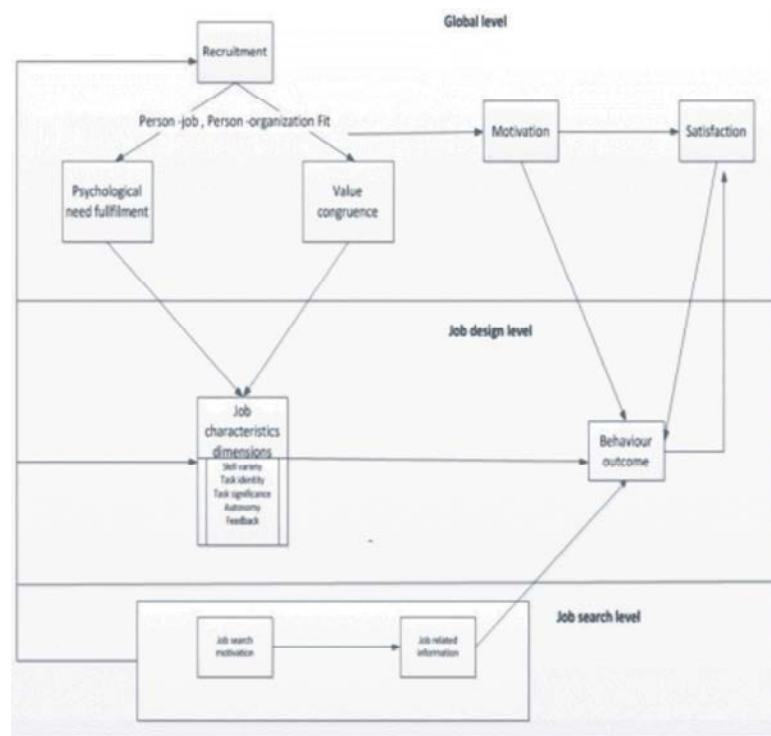 Global level
Recruitment
Person -job , Person -organization Fit
Motivation
Satisfaction
Psychological
need fullfilment
Value
congruence
Job design level
Job
characteristics
dimensions
Skill variety
Task identity
Task significance
Autonomy
Feedback
Behaviour
outcome
Job search level
Job search
motivation
Job related
information